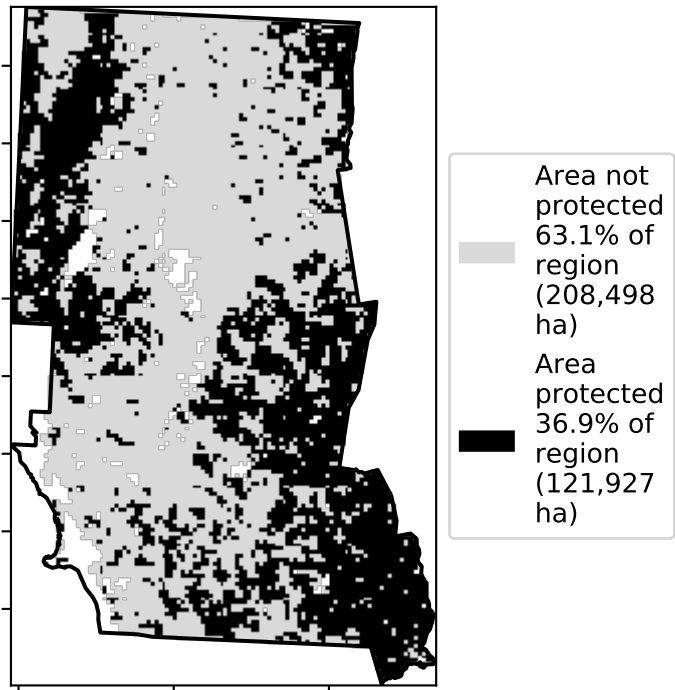 Area not
protected
63.1% of
region
(208,498
ha)
Area
protected
36.9% of
region
(121,927
ha)